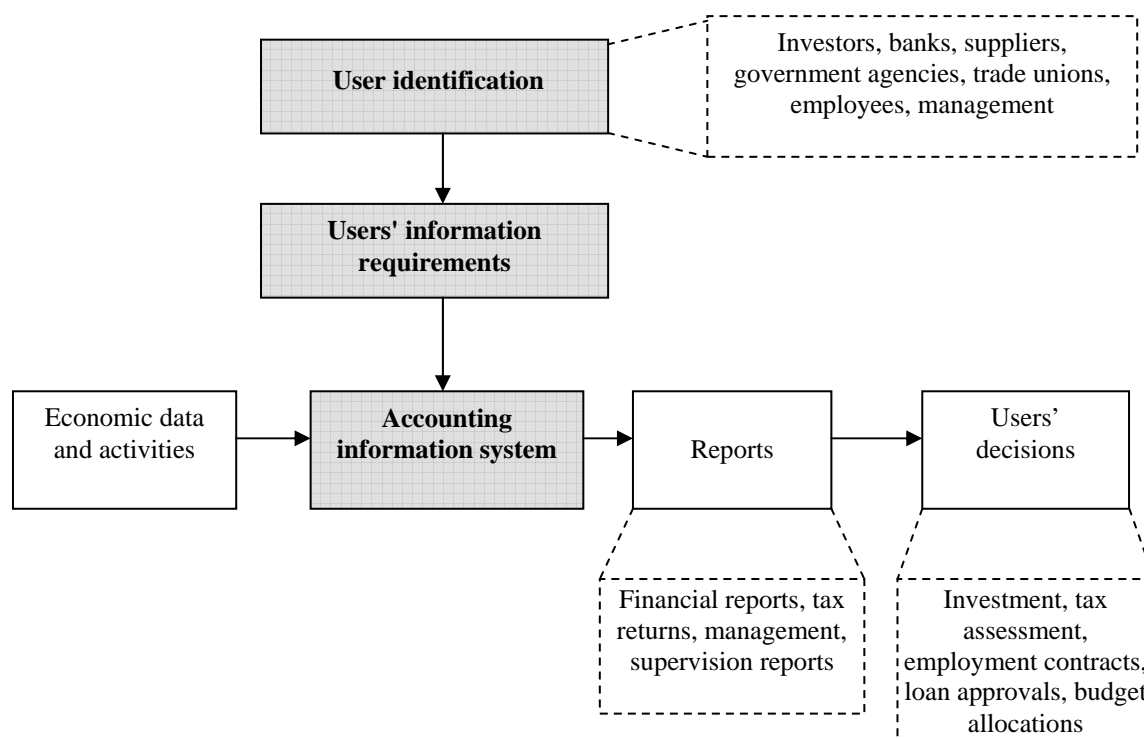 User identification
Investors, banks, suppliers,
government agencies, trade unions,
employees, management
Users' information
requirements
Economic data
and activities
Accounting
information system
Reports
Users’
decisions
Financial reports, tax
returns, management,
supervision reports
Investment, tax
assessment,
employment contracts,
loan approvals, budget
allocations